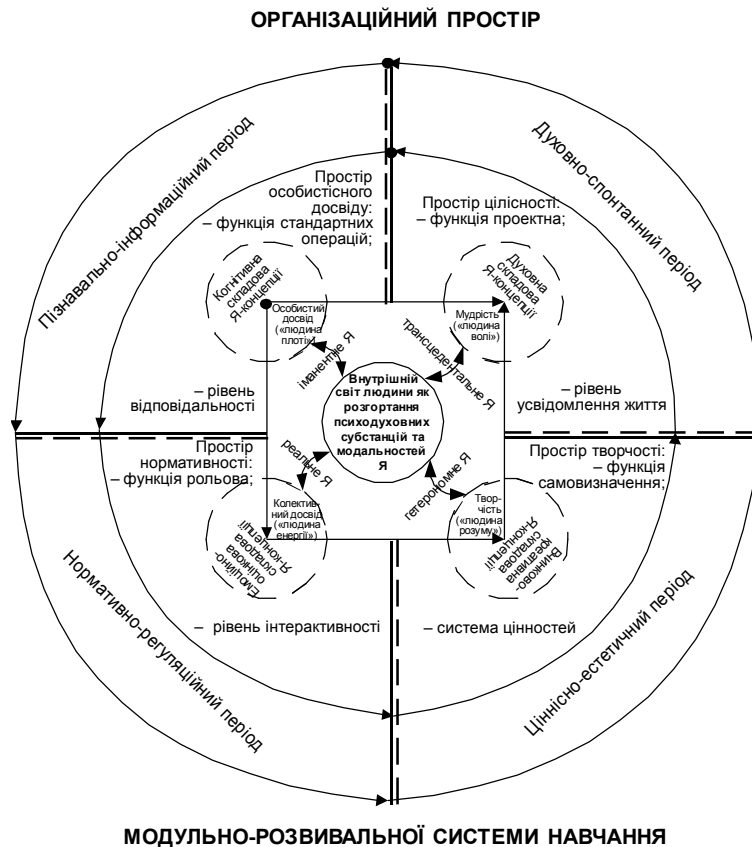 ОРГАНІЗАЦІЙНИЙ ПРОСТІР
Пізнавально-інформаційний період
Духовно-спонтанний період
Простір
особистісного
досвіду:
– функція стандартних
операцій;
Простір цілісності:
– функція проектна;
Когнітивна
складова
Я-концепції
Духовна
складова
Я-концепції
Особистий
досвід
(«людина
плоті»)
Мудрість
(«людина
волі»)
іманентне Я
трансцедентальне Я
Внутрішній
світ людини як
розгортання
психодуховних
субстанцій та
модальностей
Я
– рівень
відповідальності
– рівень
усвідомлення життя
Простір
нормативності:
– функція рольова;
Простір творчості:
– функція
самовизначення;
реальне Я
гетерономне Я
Колектив-
ний досвід
(«людина
енергії»)
Твор-
чість
(«людина
розуму»)
Емоційно-
оцінкова
складова
Я-концепції
Вчинково-
креативна
складова
Я-концепції
– рівень інтерактивності
– система цінностей
Нормативно-регуляційний період
Ціннісно-естетичний період
МОДУЛЬНО-РОЗВИВАЛЬНОЇ СИСТЕМИ НАВЧАННЯ